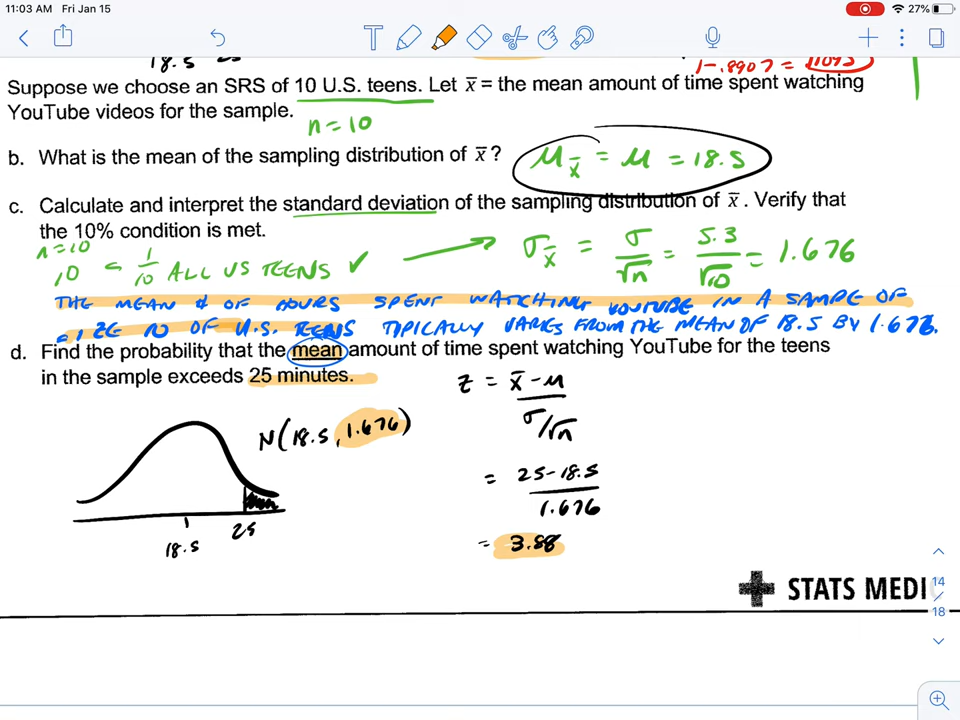 11:03 AM Fri Jan 15
27%
18.5
1-.8907 = .1093
Suppose we choose an SRS of 10 U.S. teens. Let x̄ = the mean amount of time spent watching
YouTube videos for the sample.
n = 10
b. What is the mean of the sampling distribution of x̄?
μx̄ = μ = 18.5
c. Calculate and interpret the standard deviation of the sampling distribution of x̄. Verify that
the 10% condition is met.
n = 10
10 ≤ 1/10 ALL US TEENS ✓
σx̄ = σ/√n = 5.3/√10 = 1.676
THE MEAN # OF HOURS SPENT WATCHING YOUTUBE IN A SAMPLE OF
SIZE 10 OF U.S. TEENS TYPICALLY VARIES FROM THE MEAN OF 18.5 BY 1.676.
d. Find the probability that the mean amount of time spent watching YouTube for the teens
in the sample exceeds 25 minutes.
N(18.5, 1.676)
18.5
25
z = x̄ - μ
σ/√n
= 25-18.5
1.676
= 3.88
STATS MEDI
14
/
18